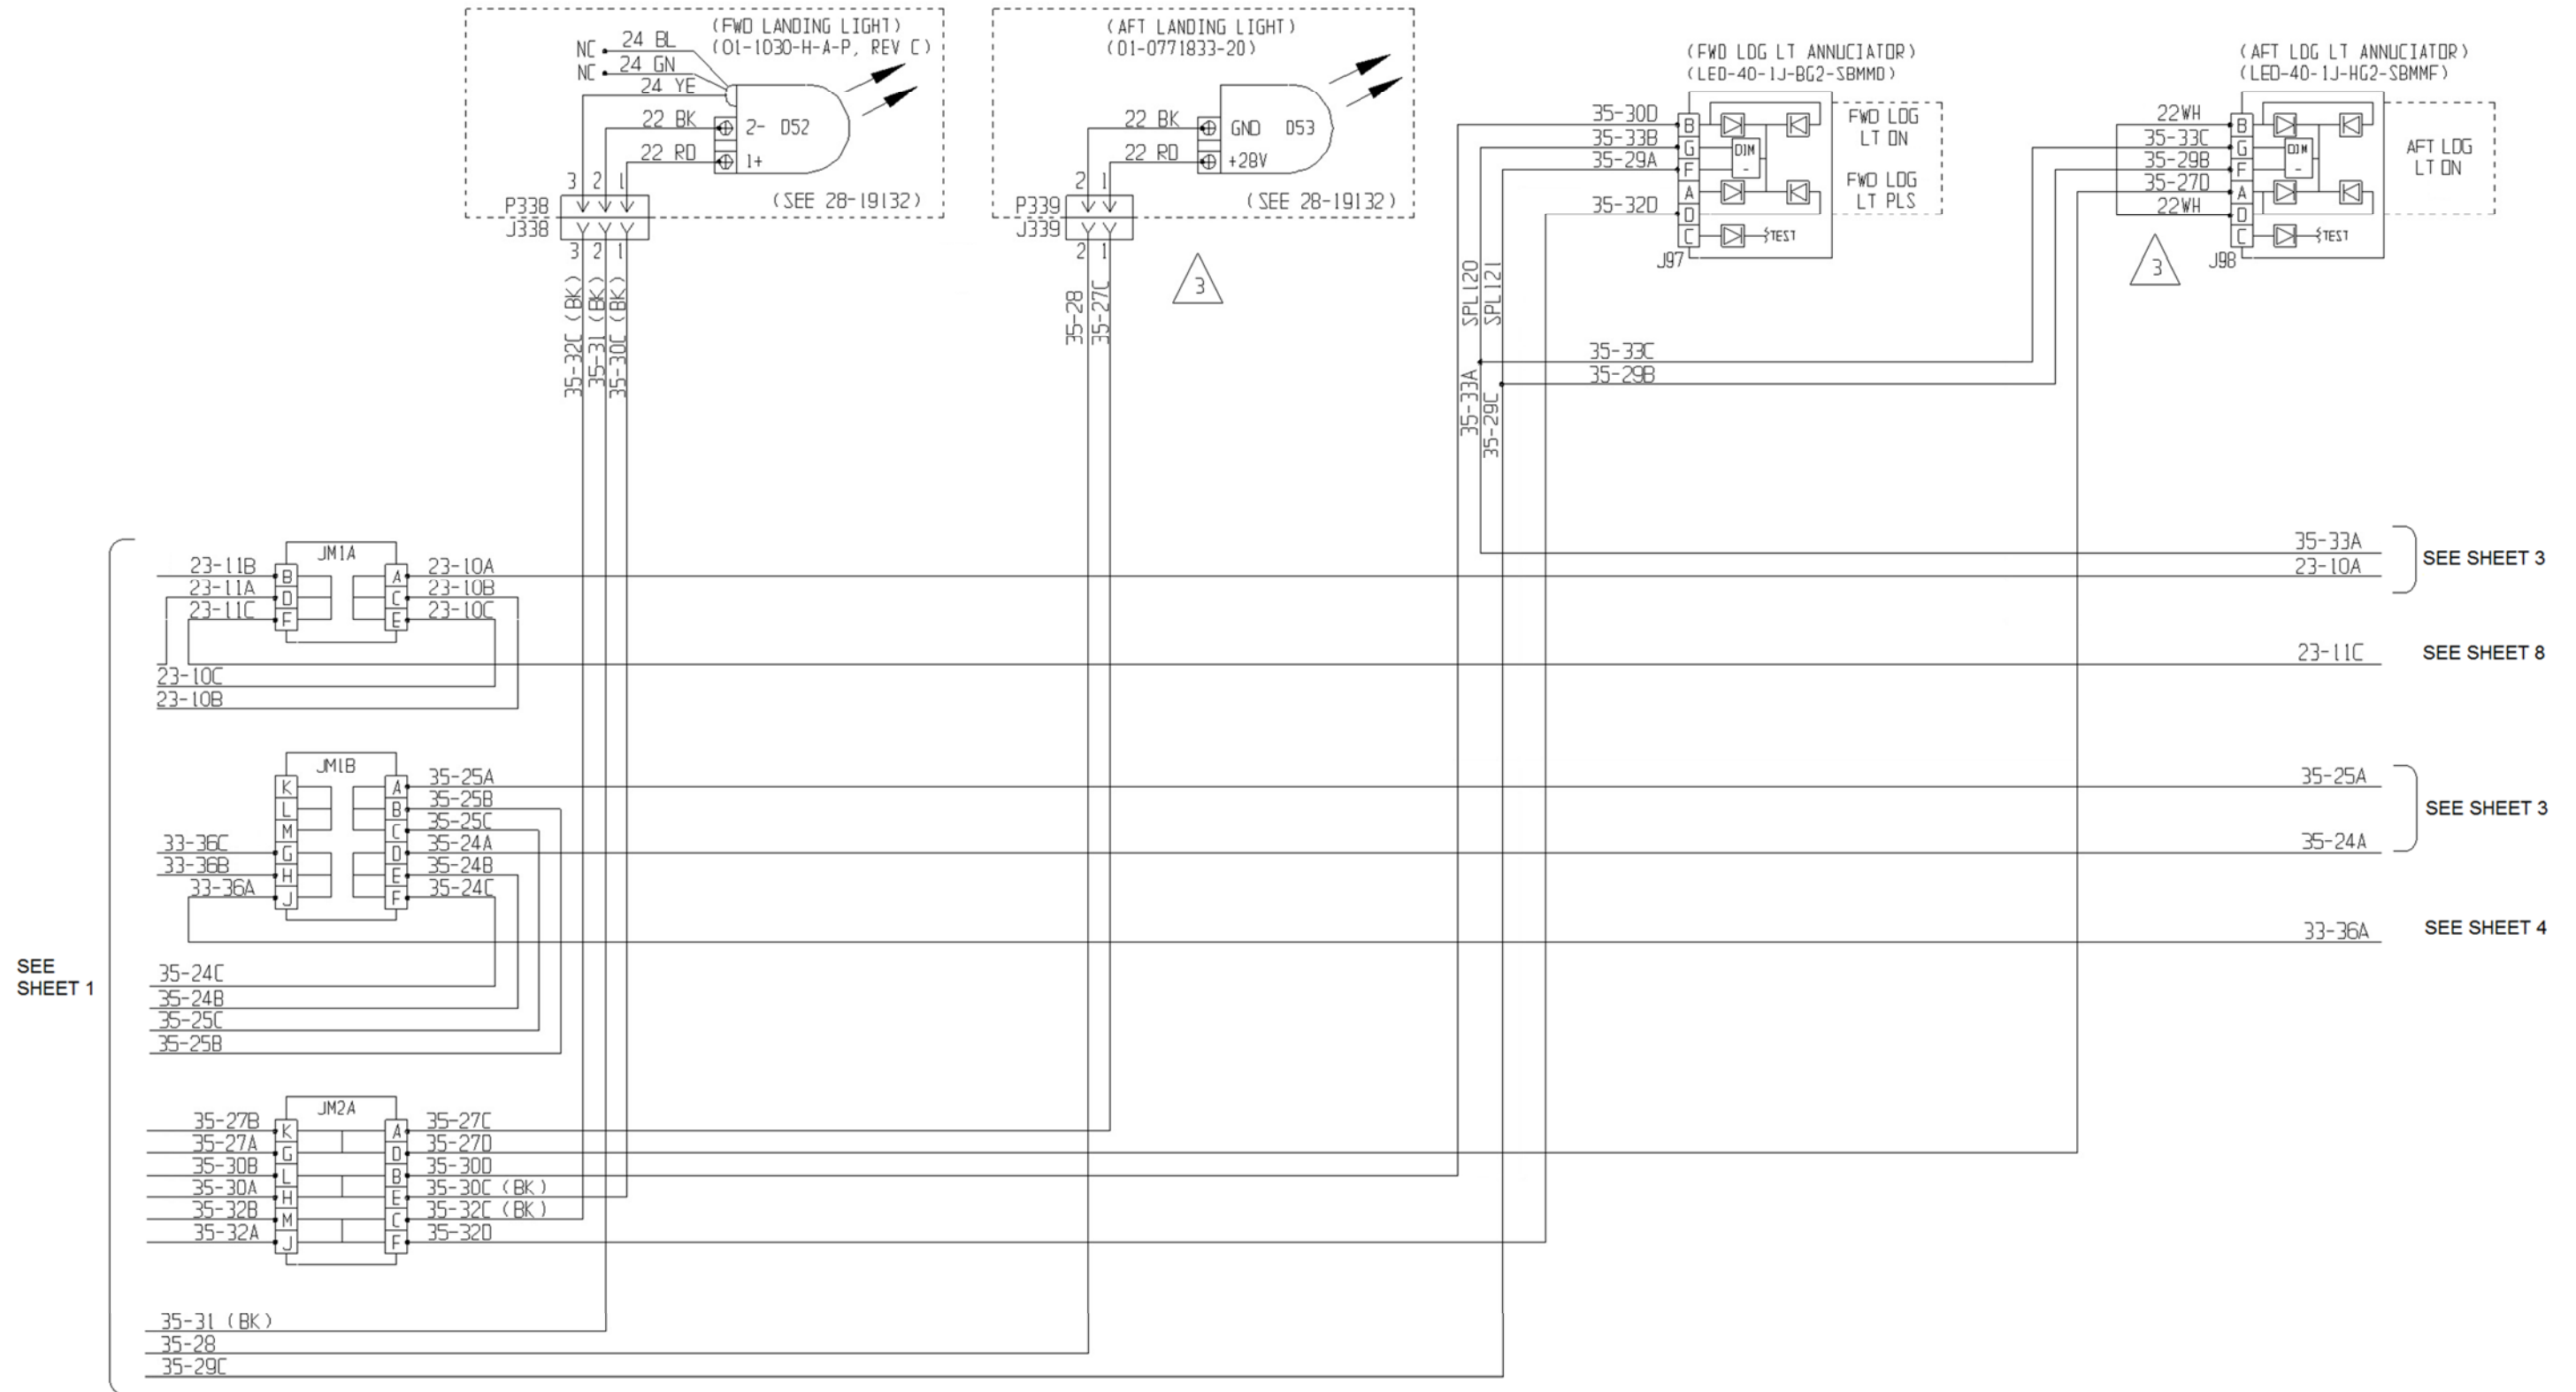 (FWD LANDING LIGHT)
(01-1030-H-A-P, REV C)
NC 24 BL
NC 24 GN
24 YE
22 BK 2- D52
22 RD 1+
3 2 1
P338
J338
(SEE 28-19132)
3 2 1
35-32C (BK)
35-31 (BK)
35-30C (BK)
(AFT LANDING LIGHT)
(01-0771833-20)
22 BK GND D53
22 RD +28V
2 1
P339
J339
(SEE 28-19132)
2 1
3
35-28
35-27C
(FWD LDG LT ANNUCIATOR)
(LED-40-1J-BG2-SBMMD)
35-30D B
35-33B G DIM
35-29A F -
A
35-32D D
C TEST
J97
FWD LDG
LT ON
FWD LDG
LT PLS
SPL120
SPL121
35-33A
35-29C
35-33C
35-29B
(AFT LDG LT ANNUCIATOR)
(LED-40-1J-HG2-SBMMF)
22WH B
35-33C G DIM
35-29B F -
35-27D A
22WH D
C TEST
J98
AFT LDG
LT ON
3
35-33A
23-10A
SEE SHEET 3
JM1A
23-11B B A 23-10A
23-11A D C 23-10B
23-11C F E 23-10C
23-10C
23-10B
23-11C
SEE SHEET 8
JM1B
K A 35-25A
L B 35-25B
M C 35-25C
33-36C G D 35-24A
33-36B H E 35-24B
33-36A J F 35-24C
35-25A
35-24A
SEE SHEET 3
33-36A
SEE SHEET 4
SEE
SHEET 1
35-24C
35-24B
35-25C
35-25B
JM2A
35-27B K A 35-27C
35-27A G D 35-27D
35-30B L B 35-30D
35-30A H E 35-30C (BK)
35-32B M C 35-32C (BK)
35-32A J F 35-32D
35-31 (BK)
35-28
35-29C